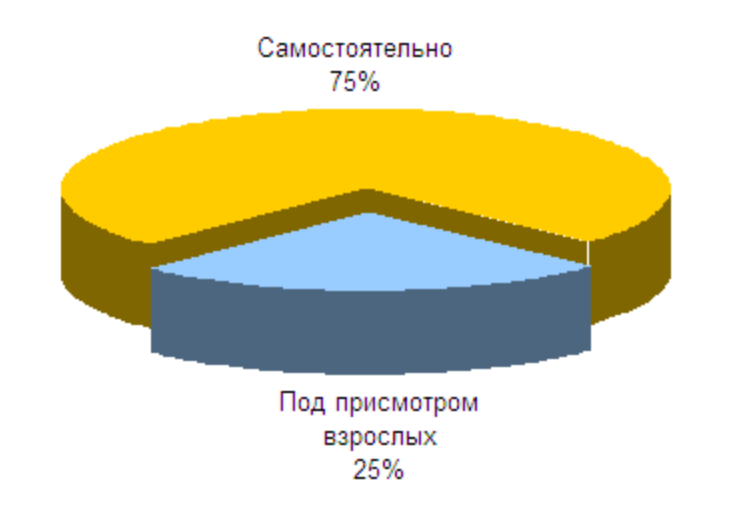 Самостоятельно
75%
Под присмотром
взрослых
25%